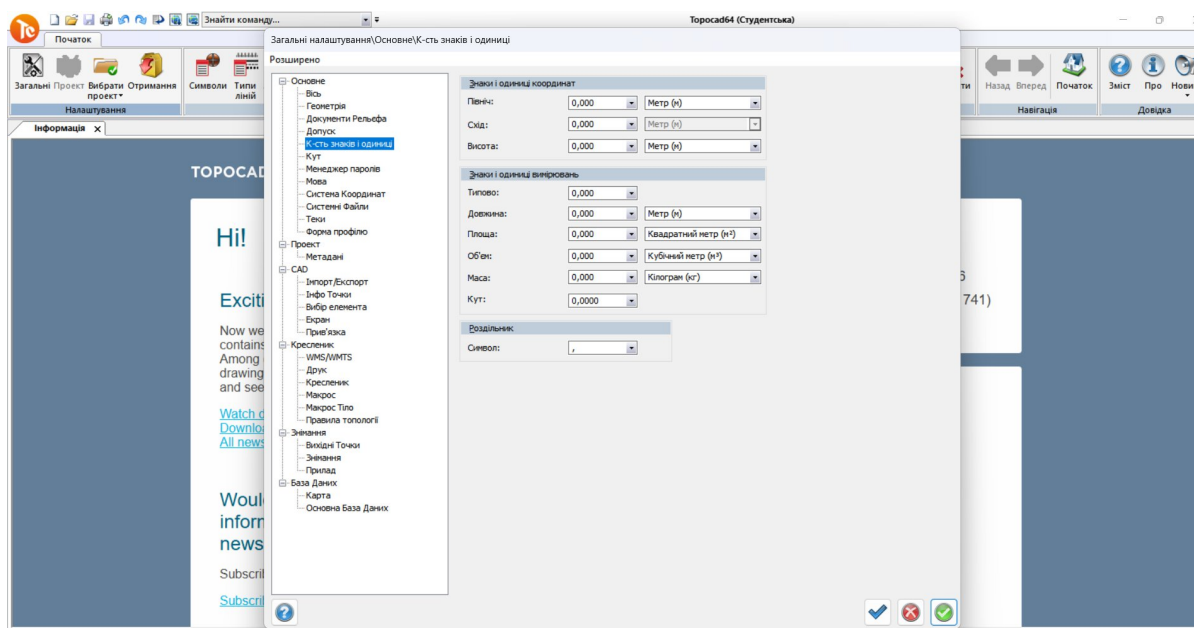 Знайти команду...
Topocad64 (Студентська)
Початок
Загальні Проект Вибрати проект Отримання
Налаштування
Символи Типи ліній
Назад Вперед Початок
Навігація
Зміст Про Нови
Довідка
Інформація x
TOPOCAD
Hi!
Exciti
Now we
contains
Among
drawing
and see
Watch d
Downlo
All news
Would
inform
news
Subscri
Subscri
741)
Загальні налаштування\Основне\К-сть знаків і одиниці
Розширено
Основне
Вісь
Геометрія
Документи Рельєфа
Допуск
К-сть знаків і одиниці
Кут
Менеджер паролів
Мова
Система Координат
Системні Файли
Теки
Форма профілю
Проект
Метадані
CAD
Імпорт/Експорт
Інфо Точки
Вибір елемента
Екран
Прив'язка
Кресленик
WMS/WMTS
Друк
Кресленик
Макрос
Макрос Тіло
Правила топології
Знімання
Вихідні Точки
Знімання
Прилад
База Даних
Карта
Основна База Даних
Знаки і одиниці координат
Північ: 0,000 Метр (м)
Схід: 0,000 Метр (м)
Висота: 0,000 Метр (м)
Знаки і одиниці вимірювань
Типово: 0,000
Довжина: 0,000 Метр (м)
Площа: 0,000 Квадратний метр (м²)
Об'єм: 0,000 Кубічний метр (м³)
Маса: 0,000 Кілограм (кг)
Кут: 0,0000
Роздільник
Символ: ,